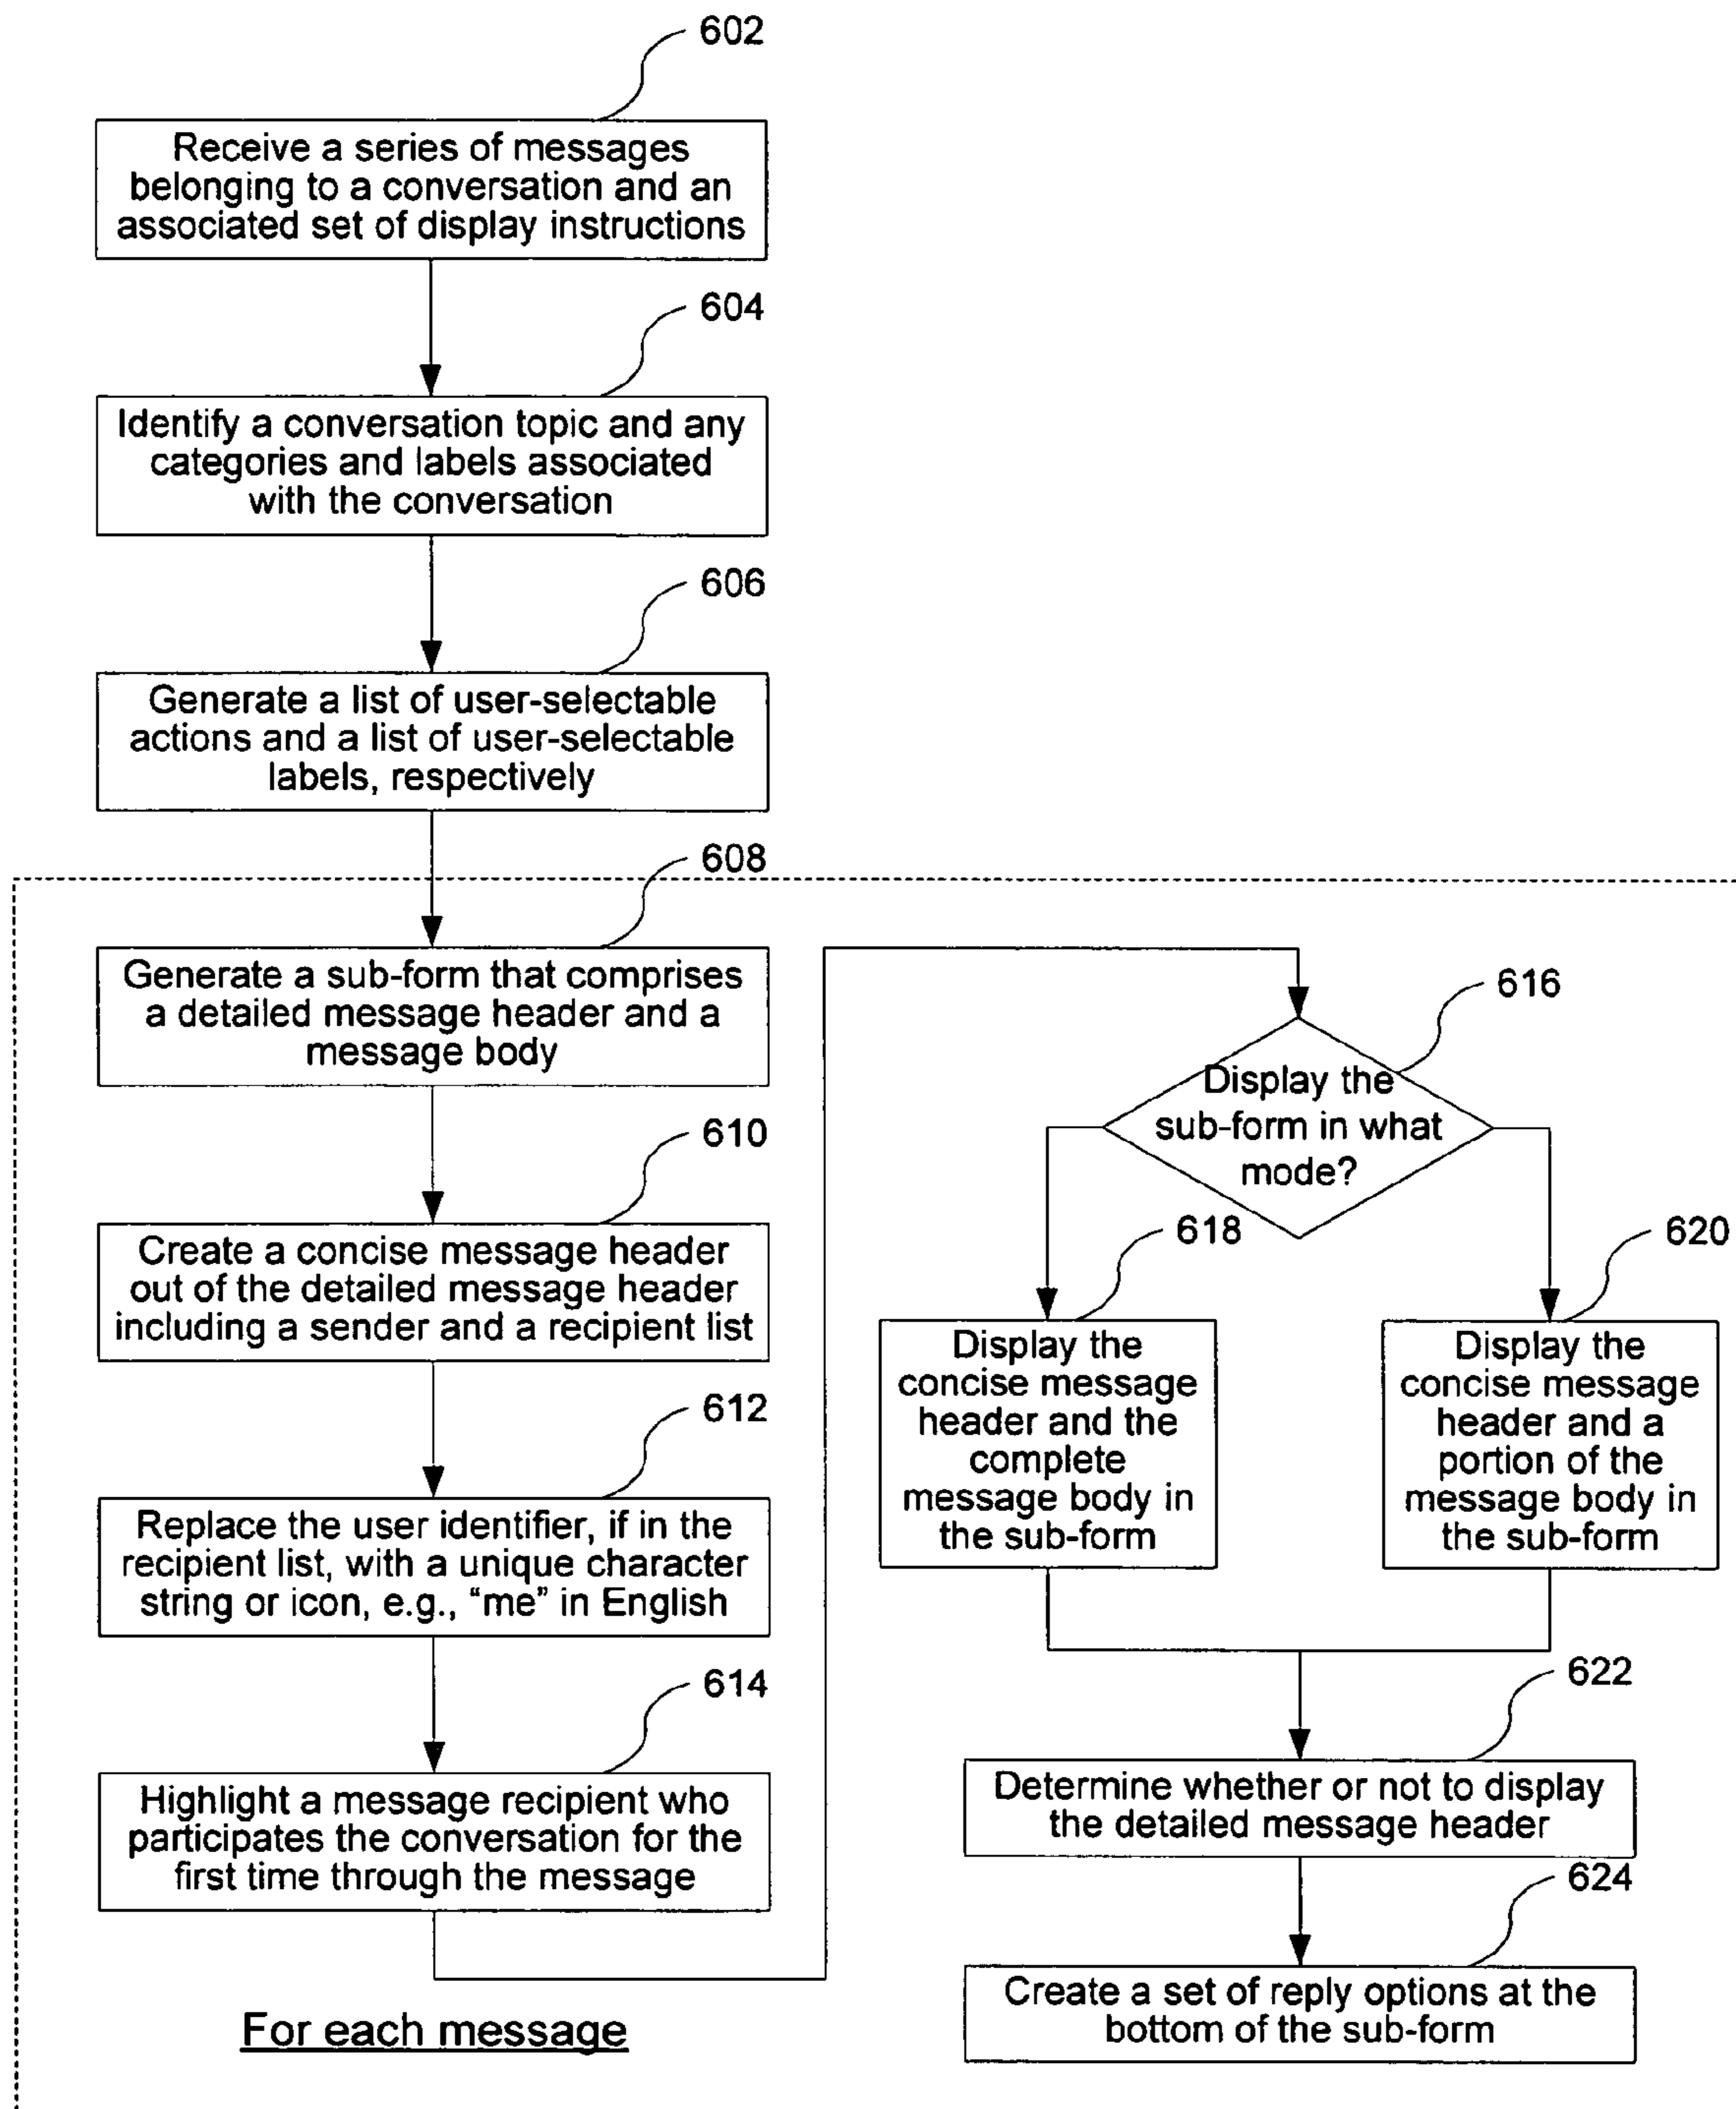 602
Receive a series of messages
belonging to a conversation and an
associated set of display instructions
604
Identify a conversation topic and any
categories and labels associated
with the conversation
606
Generate a list of user-selectable
actions and a list of user-selectable
labels, respectively
608
Generate a sub-form that comprises
a detailed message header and a
message body
610
Create a concise message header
out of the detailed message header
including a sender and a recipient list
612
Replace the user identifier, if in the
recipient list, with a unique character
string or icon, e.g., “me” in English
614
Highlight a message recipient who
participates the conversation for the
first time through the message
For each message
616
Display the
sub-form in what
mode?
618
Display the
concise message
header and the
complete
message body in
the sub-form
620
Display the
concise message
header and a
portion of the
message body in
the sub-form
622
Determine whether or not to display
the detailed message header
624
Create a set of reply options at the
bottom of the sub-form